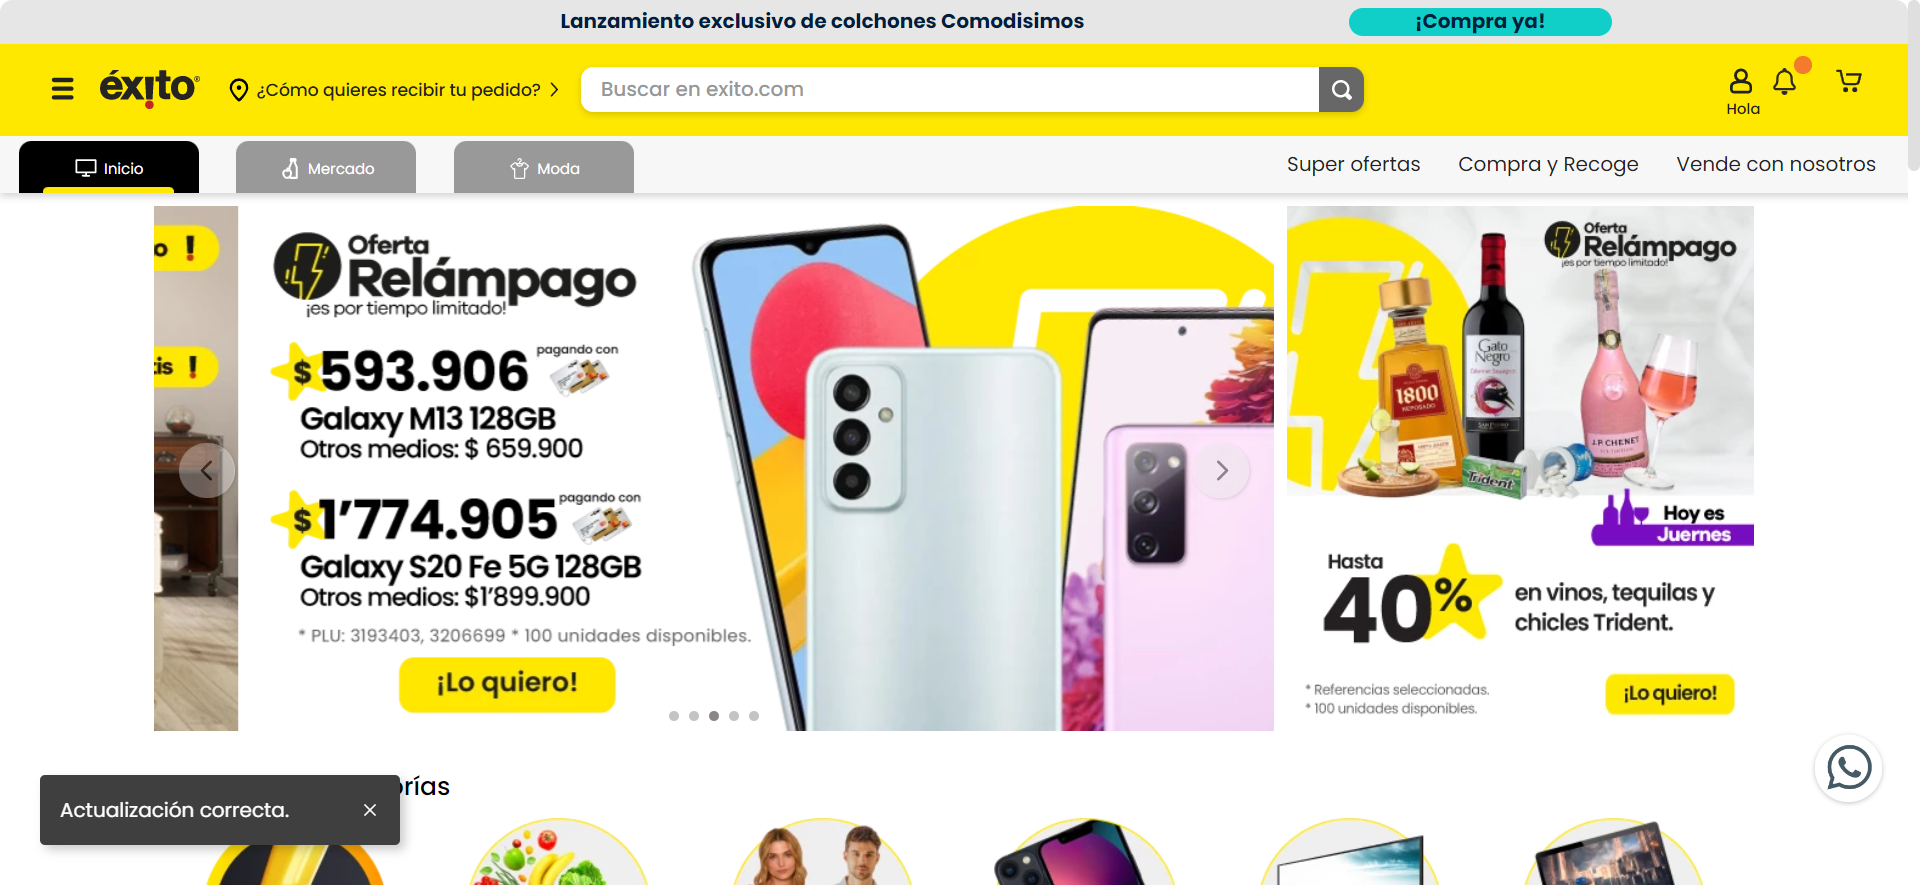 Lanzamiento exclusivo de colchones Comodisimos
¡Compra ya!
éxito
¿Cómo quieres recibir tu pedido?
Buscar en exito.com
Hola
Inicio
Mercado
Moda
Super ofertas
Compra y Recoge
Vende con nosotros
o !
is !
Oferta
Relámpago
¡es por tiempo limitado!
$ 593.906
pagando con
Galaxy M13 128GB
Otros medios: $ 659.900
$ 1’774.905
pagando con
Galaxy S20 Fe 5G 128GB
Otros medios: $1’899.900
* PLU: 3193403, 3206699 * 100 unidades disponibles.
¡Lo quiero!
Oferta
Relámpago
¡es por tiempo limitado!
Gato
Negro
1800
REPOSADO
J.P. CHENET
Trident
Hoy es
Juernes
Hasta
40%
en vinos, tequilas y
chicles Trident.
* Referencias seleccionadas.
* 100 unidades disponibles.
¡Lo quiero!
orías
Actualización correcta.